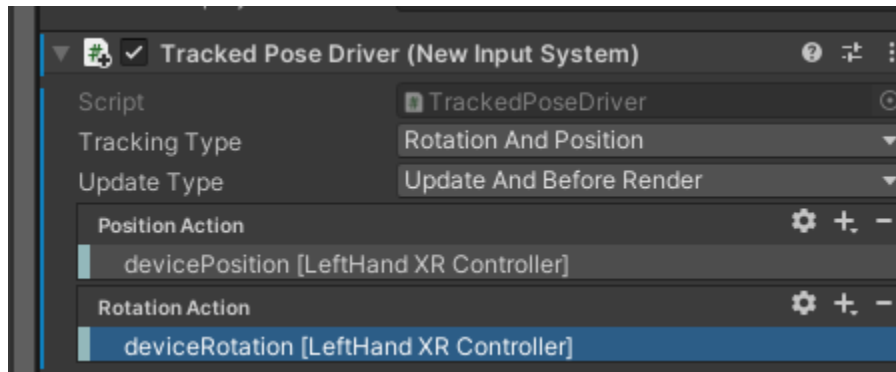 Tracked Pose Driver (New Input System)
Script TrackedPoseDriver
Tracking Type Rotation And Position
Update Type Update And Before Render
Position Action
devicePosition [LeftHand XR Controller]
Rotation Action
deviceRotation [LeftHand XR Controller]